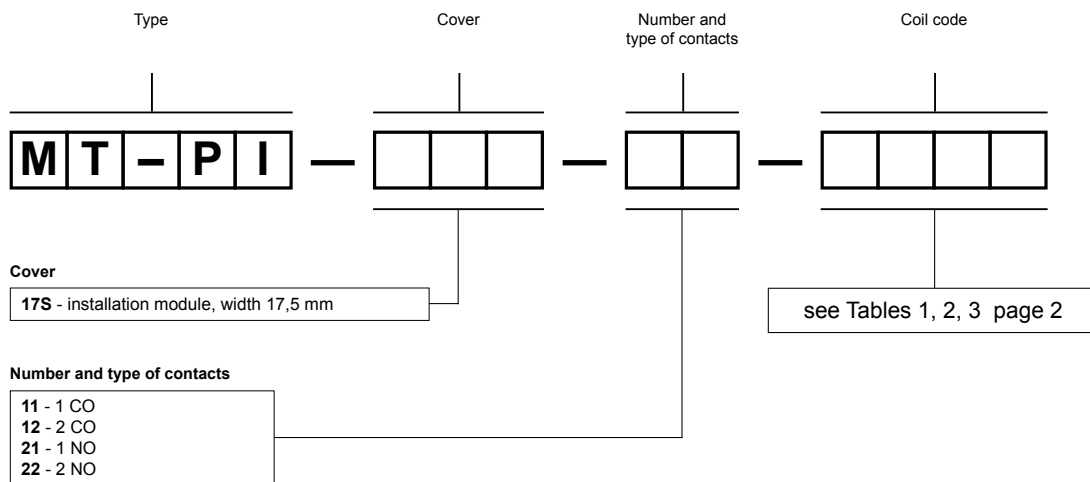 Type
Cover
Number and
type of contacts
Coil code
MT-PI — —  —
Cover
17S - installation module, width 17,5 mm
see Tables 1, 2, 3 page 2
Number and type of contacts
11 - 1 CO
12 - 2 CO
21 - 1 NO
22 - 2 NO